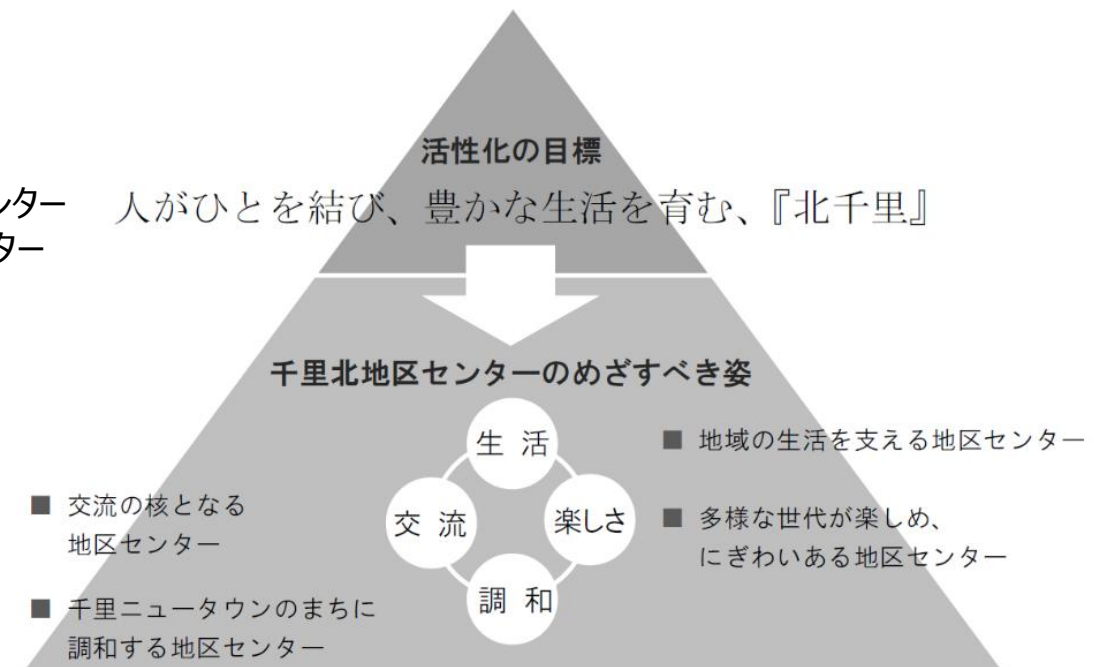 活性化の目標
ンター
人がひとを結び、豊かな生活を育む、『北千里』
ター
千里北地区センターのめざすべき姿
生 活
交 流
楽しさ
調 和
■ 地域の生活を支える地区センター
■ 多様な世代が楽しめ、
にぎわいある地区センター
■ 交流の核となる
地区センター
■ 千里ニュータウンのまちに
調和する地区センター